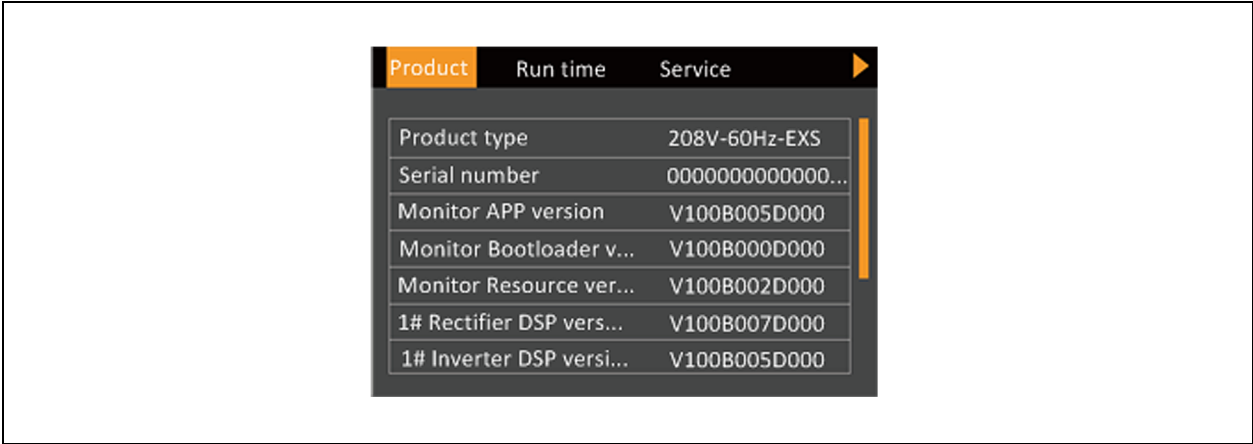 Product Run time Service
Product type 208V-60Hz-EXS
Serial number 0000000000000...
Monitor APP version V100B005D000
Monitor Bootloader v... V100B000D000
Monitor Resource ver... V100B002D000
1# Rectifier DSP vers... V100B007D000
1# Inverter DSP versi... V100B005D000